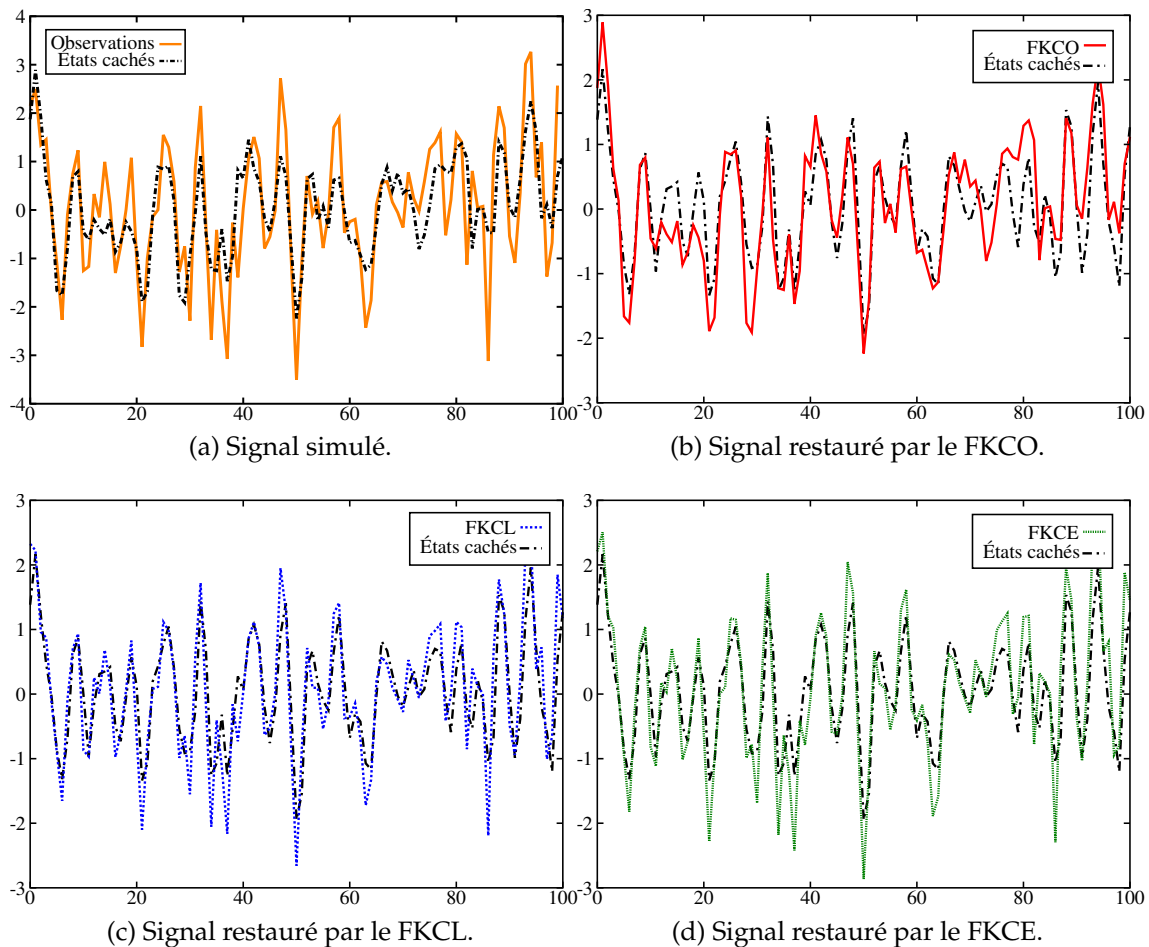 4
3
2
1
0
-1
-2
-3
-4
0 20 40 60 80 100
Observations
États cachés
(a) Signal simulé.
3
2
1
0
-1
-2
-3
0 20 40 60 80 100
FKCO
États cachés
(b) Signal restauré par le FKCO.
3
2
1
0
-1
-2
-3
0 20 40 60 80 100
FKCL
États cachés
(c) Signal restauré par le FKCL.
3
2
1
0
-1
-2
-3
0 20 40 60 80 100
FKCE
États cachés
(d) Signal restauré par le FKCE.